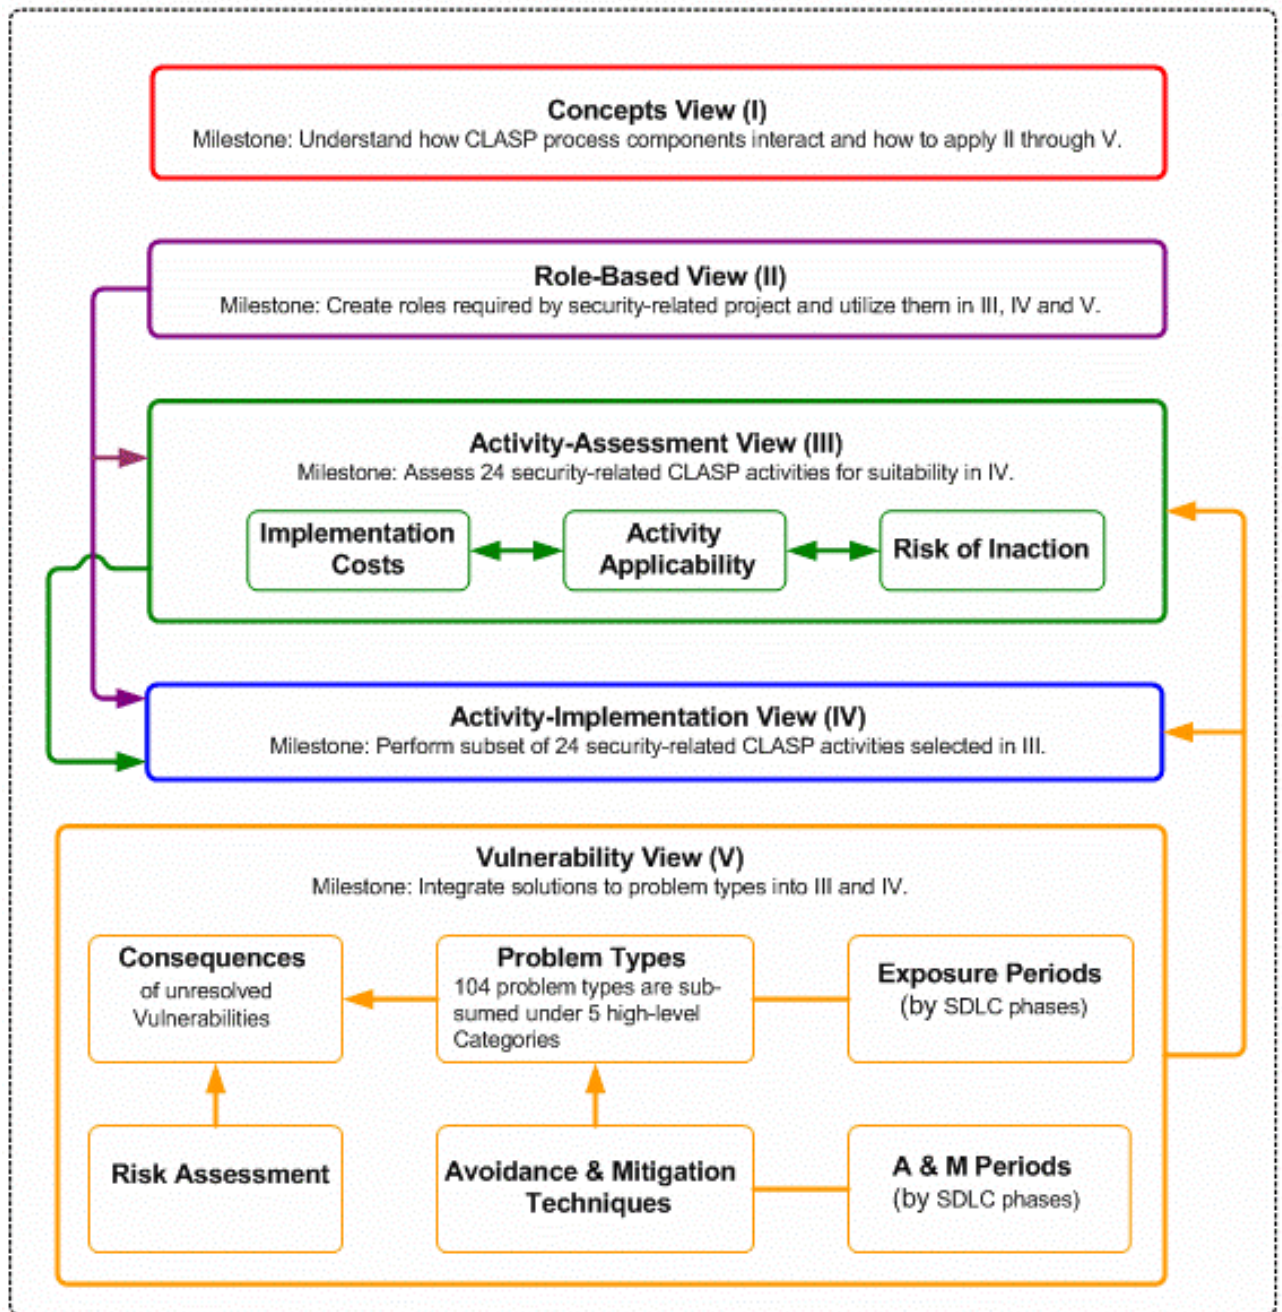 Concepts View (I)
Milestone: Understand how CLASP process components interact and how to apply II through V.
Role-Based View (II)
Milestone: Create roles required by security-related project and utilize them in III, IV and V.
Activity-Assessment View (III)
Milestone: Assess 24 security-related CLASP activities for suitability in IV.
Implementation
Costs
Activity
Applicability
Risk of Inaction
Activity-Implementation View (IV)
Milestone: Perform subset of 24 security-related CLASP activities selected in III.
Vulnerability View (V)
Milestone: Integrate solutions to problem types into III and IV.
Consequences
of unresolved
Vulnerabilities
Problem Types
104 problem types are sub-
sumed under 5 high-level
Categories
Exposure Periods
(by SDLC phases)
Risk Assessment
Avoidance & Mitigation
Techniques
A & M Periods
(by SDLC phases)